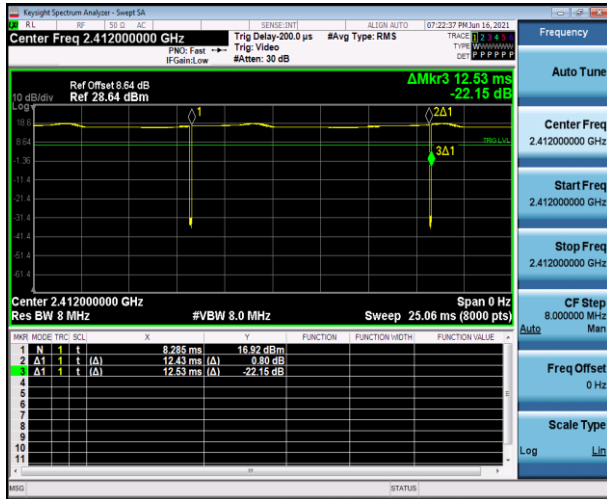 Keysight Spectrum Analyzer - Swept SA
RL RF 50 Ω AC SENSE:INT ALIGN AUTO 07:22:37 PM Jun 16, 2021
Center Freq 2.412000000 GHz
Trig Delay-200.0 µs #Avg Type: RMS
TRACE 1 2 3 4 5 6
PNO: Fast Trig: Video
TYPE WWWWWW
IFGain:Low #Atten: 30 dB
DET P P P P P P
Frequency
Auto Tune
Ref Offset 8.64 dB
ΔMkr3 12.53 ms
10 dB/div Ref 28.64 dBm
-22.15 dB
Log
1
2Δ1
18.6
8.64
TRIG LVL
3Δ1
-1.36
-11.4
-21.4
-31.4
-41.4
-51.4
-61.4
Center 2.412000000 GHz Span 0 Hz
Res BW 8 MHz #VBW 8.0 MHz Sweep 25.06 ms (8000 pts)
MKR MODE TRC SCL X Y FUNCTION FUNCTION WIDTH FUNCTION VALUE
1 N 1 t 8.285 ms 16.92 dBm
2 Δ1 1 t (Δ) 12.43 ms (Δ) 0.80 dB
3 Δ1 1 t (Δ) 12.53 ms (Δ) -22.15 dB
4
5
6
7
8
9
10
11
Center Freq
2.412000000 GHz
Start Freq
2.412000000 GHz
Stop Freq
2.412000000 GHz
CF Step
8.000000 MHz
Auto Man
Freq Offset
0 Hz
Scale Type
Log Lin
MSG STATUS